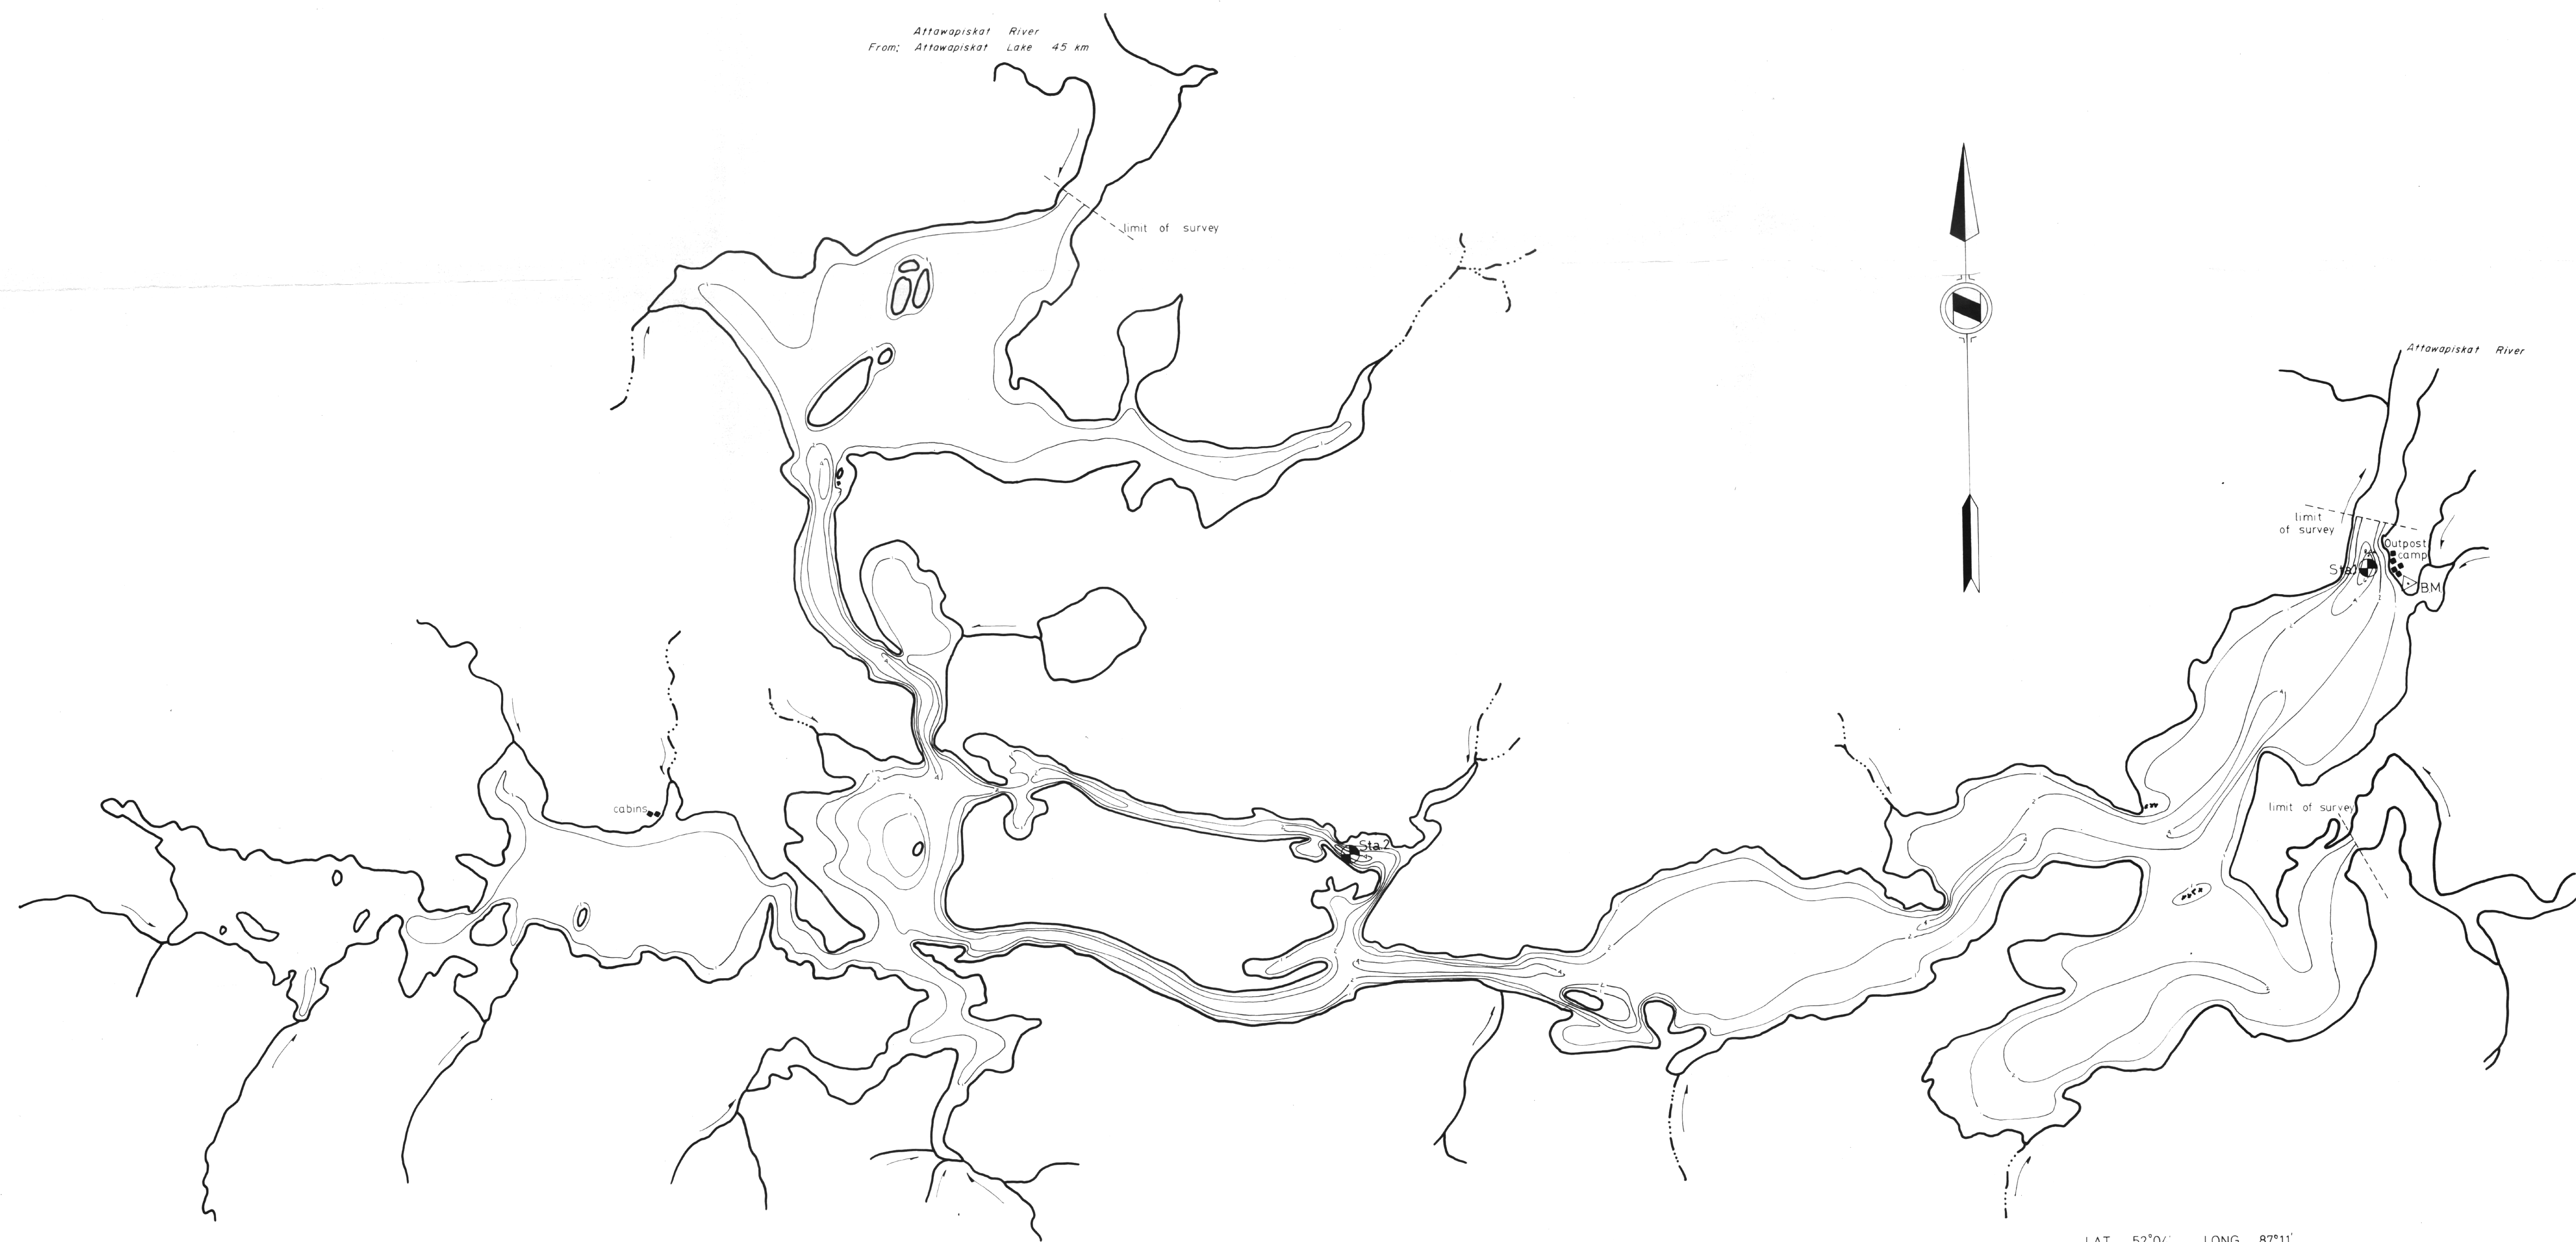 Attawapiskat River
From; Attawapiskat Lake 45 km
limit of survey
Attawapiskat River
limit
of survey
Outpost
camp
Sta.1
B.M.
limit of survey
cabins
Sta.2
LAT. 52°04' LONG. 87°11'